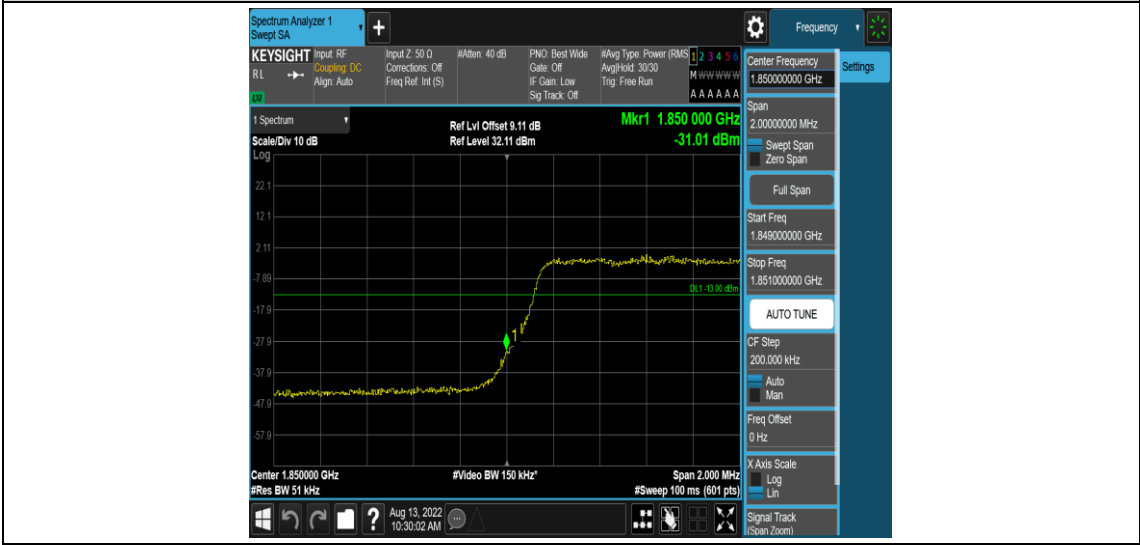 Spectrum Analyzer 1
Swept SA
+
Frequency
KEYSIGHT
RL
Input: RF
Coupling: DC
Align: Auto
Input Z: 50 Ω
Corrections: Off
Freq Ref: Int (S)
#Atten: 40 dB
PNO: Best Wide
Gate: Off
IF Gain: Low
Sig Track: Off
#Avg Type: Power (RMS
Avg|Hold: 30/30
Trig: Free Run
1 2 3 4 5 6
M W W W W W
A A A A A A
1 Spectrum
Scale/Div 10 dB
Log
Ref Lvl Offset 9.11 dB
Ref Level 32.11 dBm
Mkr1 1.850 000 GHz
-31.01 dBm
22.1
12.1
2.11
-7.89
-17.9
-27.9
-37.9
-47.9
-57.9
DL1 -13.00 dBm
1
Center 1.850000 GHz
#Video BW 150 kHz*
Span 2.000 MHz
#Res BW 51 kHz
#Sweep 100 ms (601 pts)
?
Aug 13, 2022
10:30:02 AM
Center Frequency
1.850000000 GHz
Settings
Span
2.00000000 MHz
Swept Span
Zero Span
Full Span
Start Freq
1.849000000 GHz
Stop Freq
1.851000000 GHz
AUTO TUNE
CF Step
200.000 kHz
Auto
Man
Freq Offset
0 Hz
X Axis Scale
Log
Lin
Signal Track
(Span Zoom)